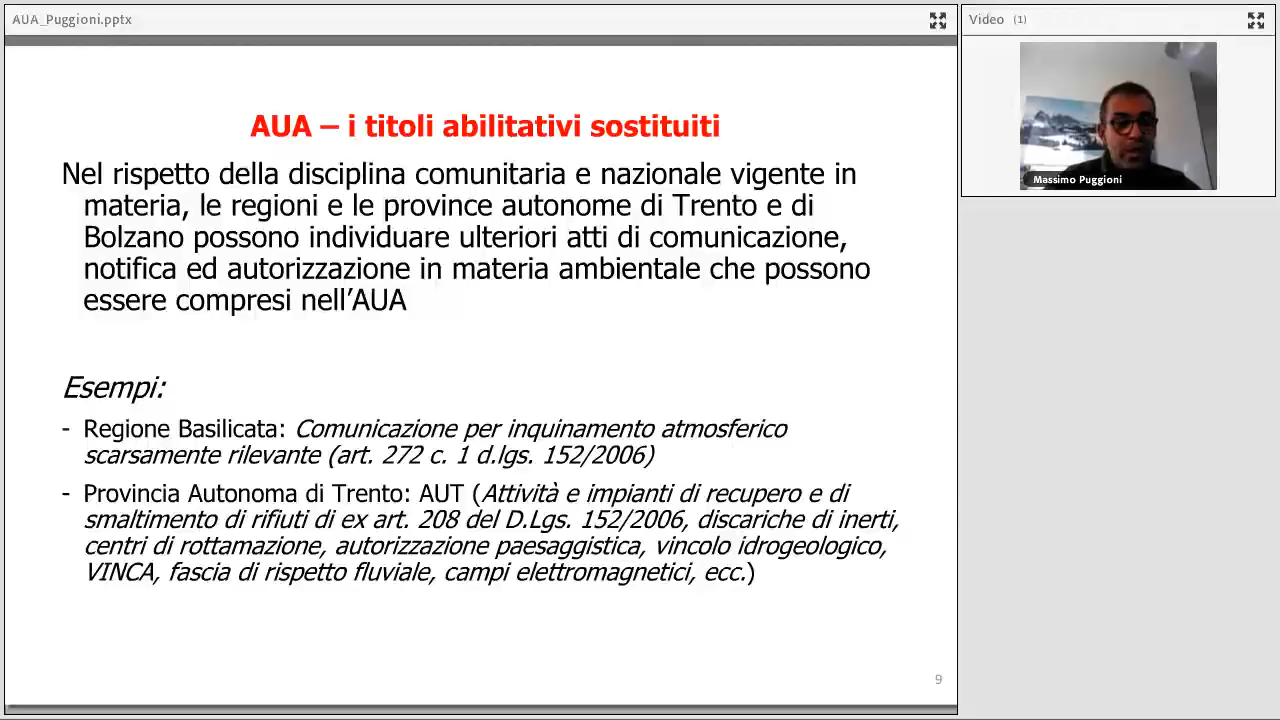 AUA_Puggioni.pptx
Video (1)
Massimo Puggioni
AUA – i titoli abilitativi sostituiti
Nel rispetto della disciplina comunitaria e nazionale vigente in
materia, le regioni e le province autonome di Trento e di
Bolzano possono individuare ulteriori atti di comunicazione,
notifica ed autorizzazione in materia ambientale che possono
essere compresi nell’AUA
Esempi:
- Regione Basilicata: Comunicazione per inquinamento atmosferico
scarsamente rilevante (art. 272 c. 1 d.lgs. 152/2006)
- Provincia Autonoma di Trento: AUT (Attività e impianti di recupero e di
smaltimento di rifiuti di ex art. 208 del D.Lgs. 152/2006, discariche di inerti,
centri di rottamazione, autorizzazione paesaggistica, vincolo idrogeologico,
VINCA, fascia di rispetto fluviale, campi elettromagnetici, ecc.)
9